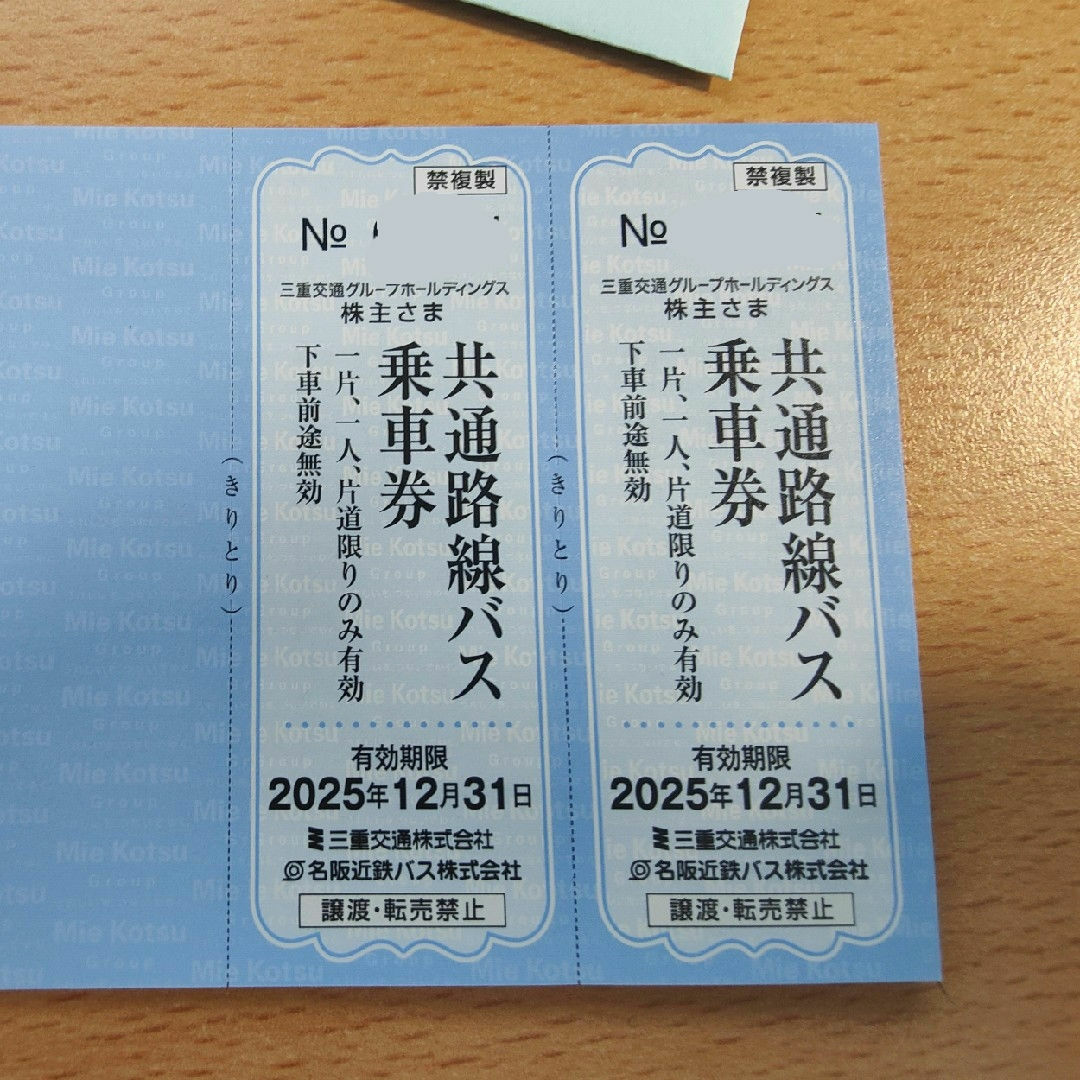 禁複製
№
三重交通グループホールディングス
株主さま
共通路線バス
乗車券
一片、一人、片道限りのみ有効
下車前途無効
有効期限
2025年12月31日
三重交通株式会社
名阪近鉄バス株式会社
譲渡・転売禁止
(きりとり)
禁複製
№
三重交通グループホールディングス
株主さま
共通路線バス
乗車券
一片、一人、片道限りのみ有効
下車前途無効
有効期限
2025年12月31日
三重交通株式会社
名阪近鉄バス株式会社
譲渡・転売禁止
(きりとり)
Mie Kotsu
Group